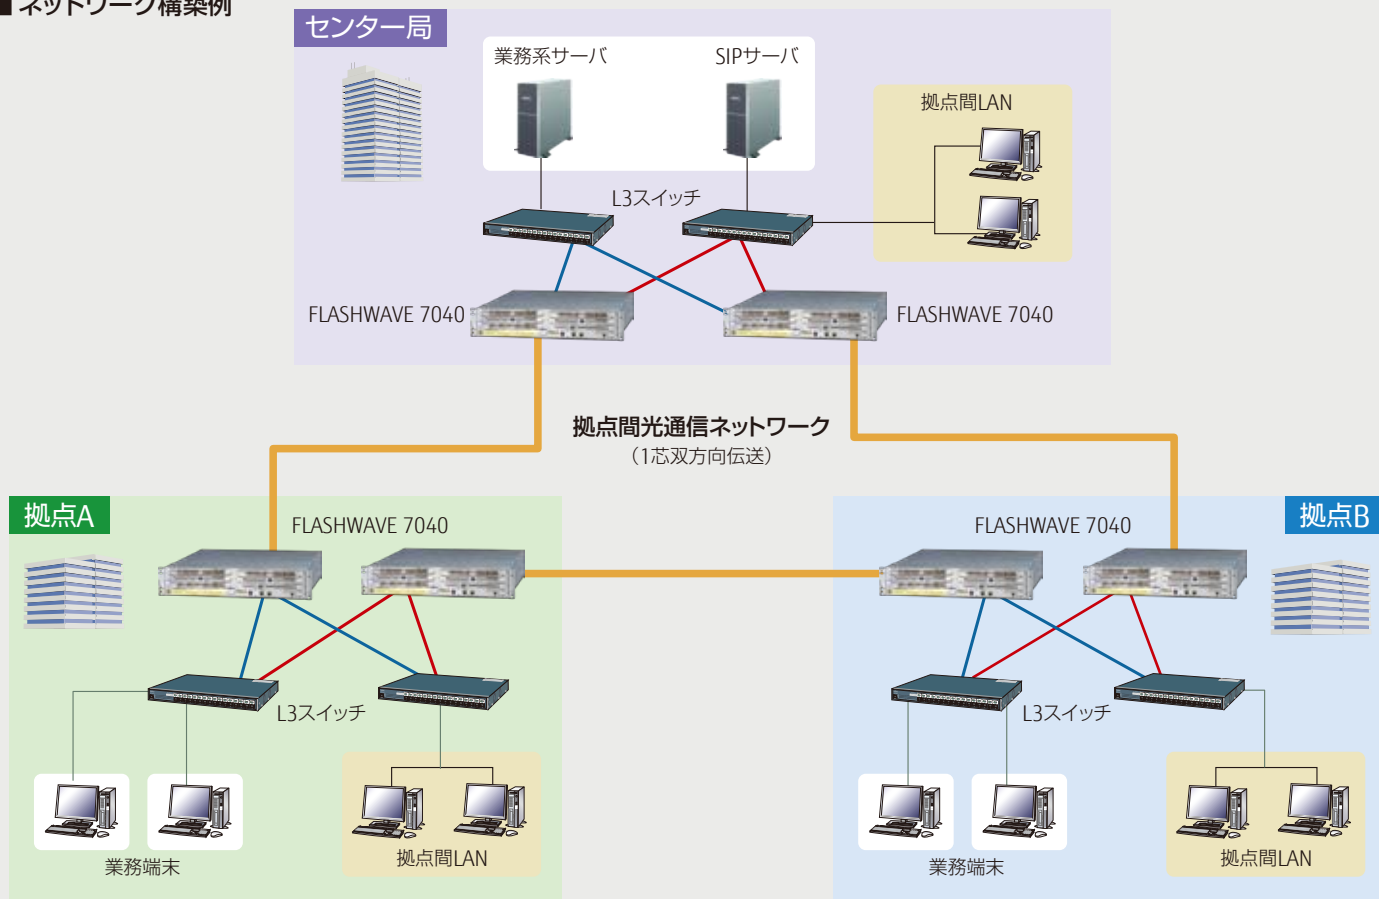 ■ネットワーク構築例
センター局
業務系サーバ
SIPサーバ
拠点間LAN
L3スイッチ
FLASHWAVE 7040
FLASHWAVE 7040
拠点間光通信ネットワーク
（1芯双方向伝送）
拠点A
FLASHWAVE 7040
FLASHWAVE 7040
拠点B
L3スイッチ
L3スイッチ
業務端末
拠点間LAN
業務端末
拠点間LAN